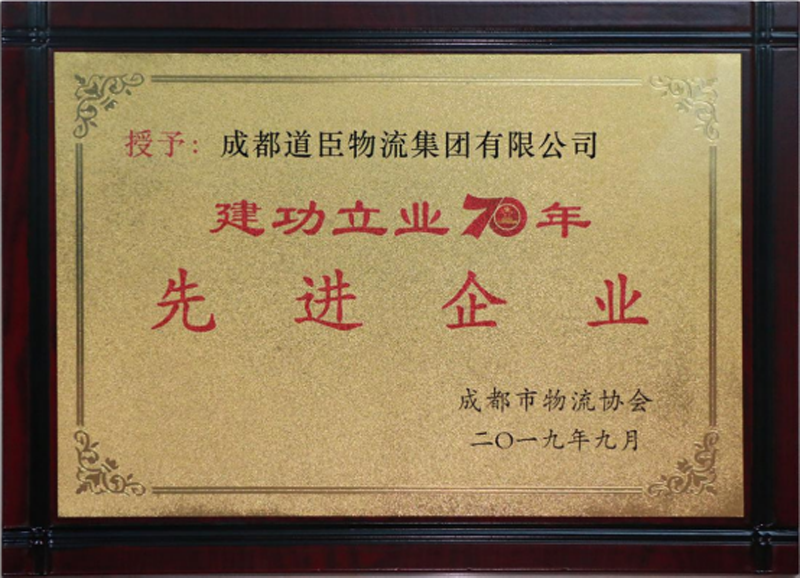 授予：成都道臣物流集团有限公司
建功立业70年
先进企业
成都市物流协会
二〇一九年九月